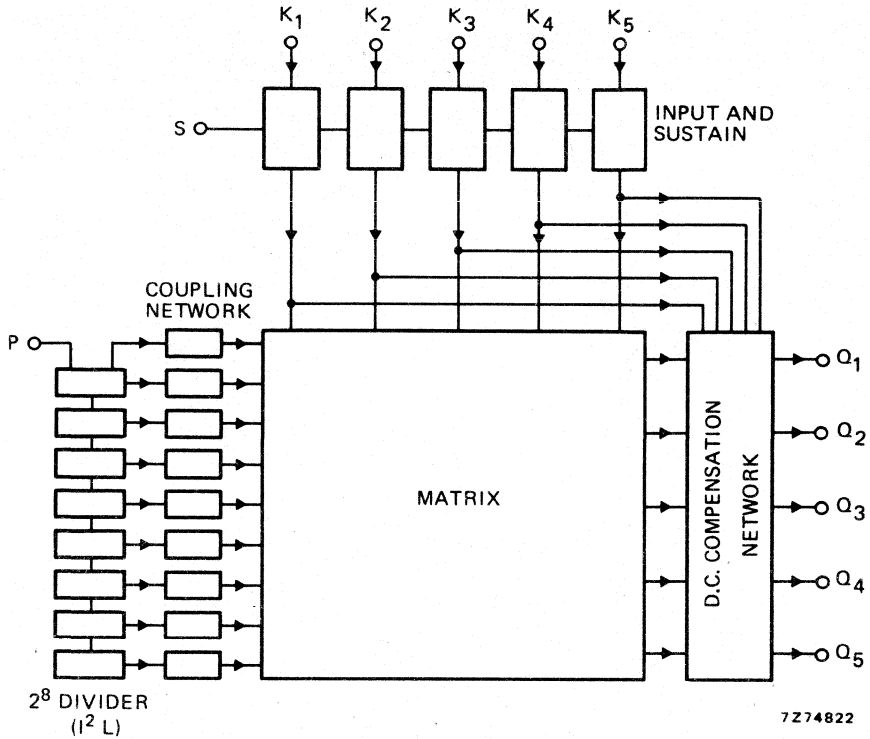 K₁ K₂ K₃ K₄ K₅
S
INPUT AND
SUSTAIN
COUPLING
NETWORK
P
MATRIX
D.C. COMPENSATION
NETWORK
Q₁
Q₂
Q₃
Q₄
Q₅
2⁸ DIVIDER
(I² L)
7Z74822